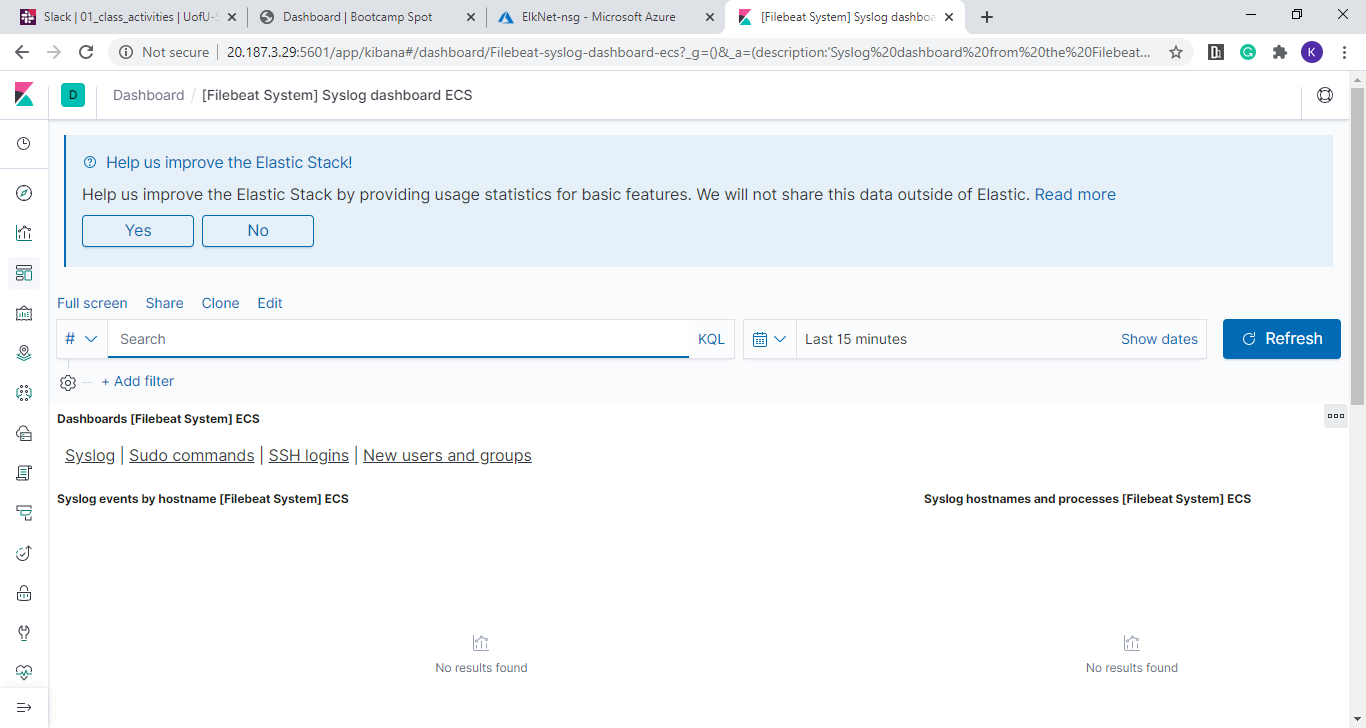 Slack | 01_class_activities | UofU-S
Dashboard | Bootcamp Spot
ElkNet-nsg - Microsoft Azure
[Filebeat System] Syslog dashboa
Not secure
20.187.3.29:5601/app/kibana#/dashboard/Filebeat-syslog-dashboard-ecs?_g=()&_a=(description:'Syslog%20dashboard%20from%20the%20Filebeat...
K
D
Dashboard / [Filebeat System] Syslog dashboard ECS
Help us improve the Elastic Stack!
Help us improve the Elastic Stack by providing usage statistics for basic features. We will not share this data outside of Elastic. Read more
Yes
No
Full screen Share Clone Edit
#
Search
KQL
Last 15 minutes
Show dates
Refresh
+ Add filter
Dashboards [Filebeat System] ECS
Syslog | Sudo commands | SSH logins | New users and groups
Syslog events by hostname [Filebeat System] ECS
Syslog hostnames and processes [Filebeat System] ECS
No results found
No results found